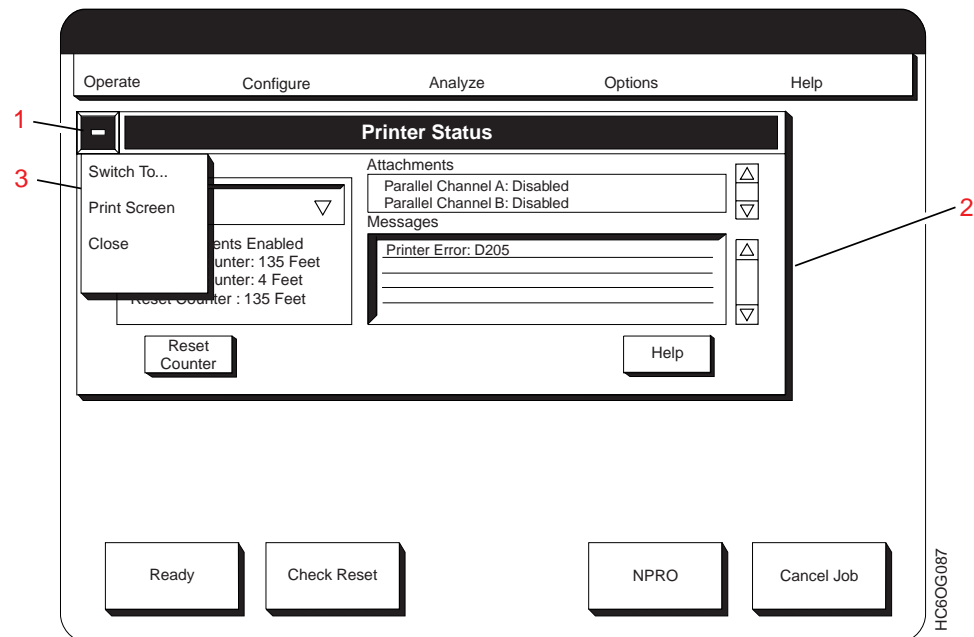 Operate Configure Analyze Options Help
1
Printer Status
3
Switch To...
Print Screen
Close
Attachments
Parallel Channel A: Disabled
Parallel Channel B: Disabled
2
Messages
Printer Error: D205
ents Enabled
unter: 135 Feet
unter: 4 Feet
Reset Counter : 135 Feet
Reset
Counter
Help
Ready Check Reset NPRO Cancel Job
HC6OG087